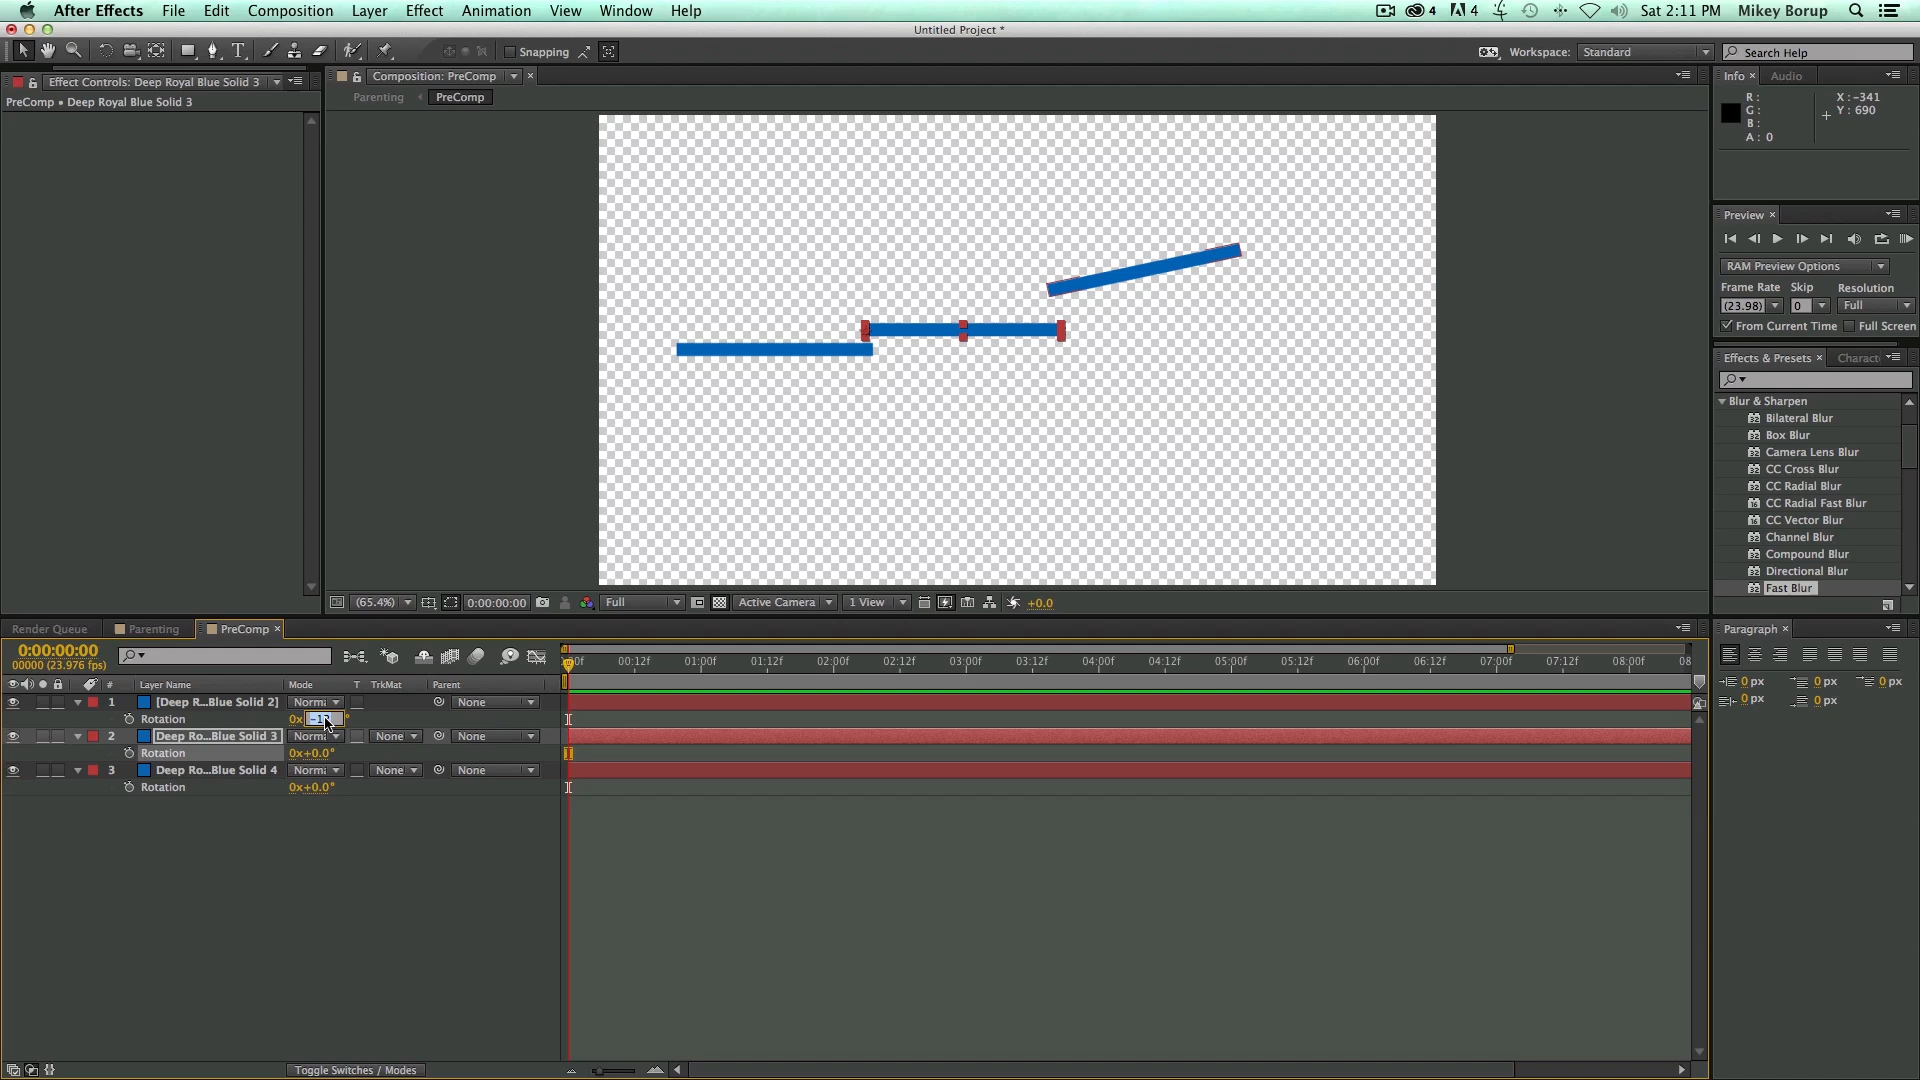 After Effects File Edit Composition Layer Effect Animation View Window Help 4 4 Sat 2:11 PM Mikey Borup
Untitled Project *
Snapping Workspace: Standard Search Help
Effect Controls: Deep Royal Blue Solid 3
PreComp • Deep Royal Blue Solid 3
Composition: PreComp
Parenting PreComp
Info Audio
R:
G:
B:
A: 0
X: -341
Y: 690
Preview
RAM Preview Options
Frame Rate Skip Resolution
(23.98) 0 Full
From Current Time Full Screen
Effects & Presets Charact
Blur & Sharpen
Bilateral Blur
Box Blur
Camera Lens Blur
CC Cross Blur
CC Radial Blur
CC Radial Fast Blur
CC Vector Blur
Channel Blur
Compound Blur
Directional Blur
Fast Blur
(65.4%) 0:00:00:00 Full Active Camera 1 View +0.0
Render Queue Parenting PreComp
0:00:00:00
00000 (23.976 fps)
00:12f 01:00f 01:12f 02:00f 02:12f 03:00f 03:12f 04:00f 04:12f 05:00f 05:12f 06:00f 06:12f 07:00f 07:12f 08:00f 08
# Layer Name Mode T TrkMat Parent
1 [Deep R...Blue Solid 2] Norma None
Rotation 0x
2 Deep Ro...Blue Solid 3 Norma None None
Rotation 0x+0.0°
3 Deep Ro...Blue Solid 4 Norma None None
Rotation 0x+0.0°
Toggle Switches / Modes
Paragraph
0 px 0 px 0 px
0 px 0 px